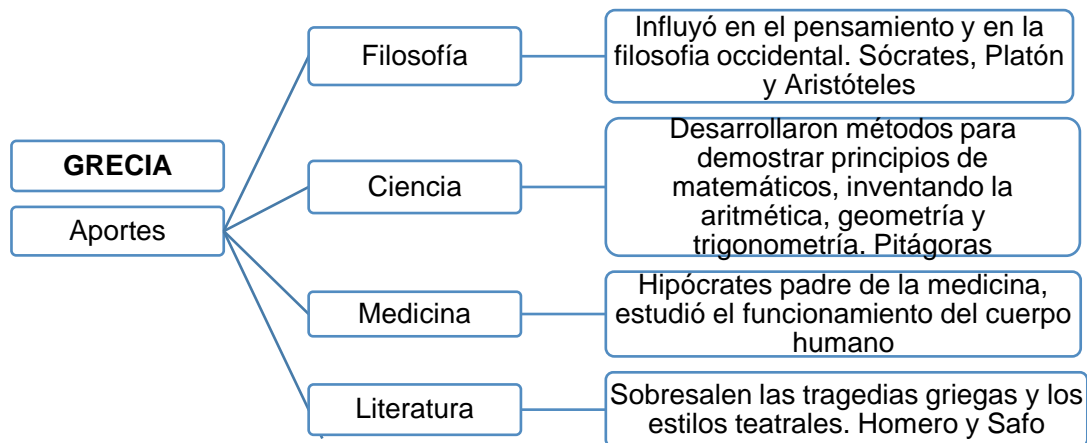 GRECIA
Aportes
Filosofía
Influyó en el pensamiento y en la
filosofia occidental. Sócrates, Platón
y Aristóteles
Ciencia
Desarrollaron métodos para
demostrar principios de
matemáticos, inventando la
aritmética, geometría y
trigonometría. Pitágoras
Medicina
Hipócrates padre de la medicina,
estudió el funcionamiento del cuerpo
humano
Literatura
Sobresalen las tragedias griegas y los
estilos teatrales. Homero y Safo